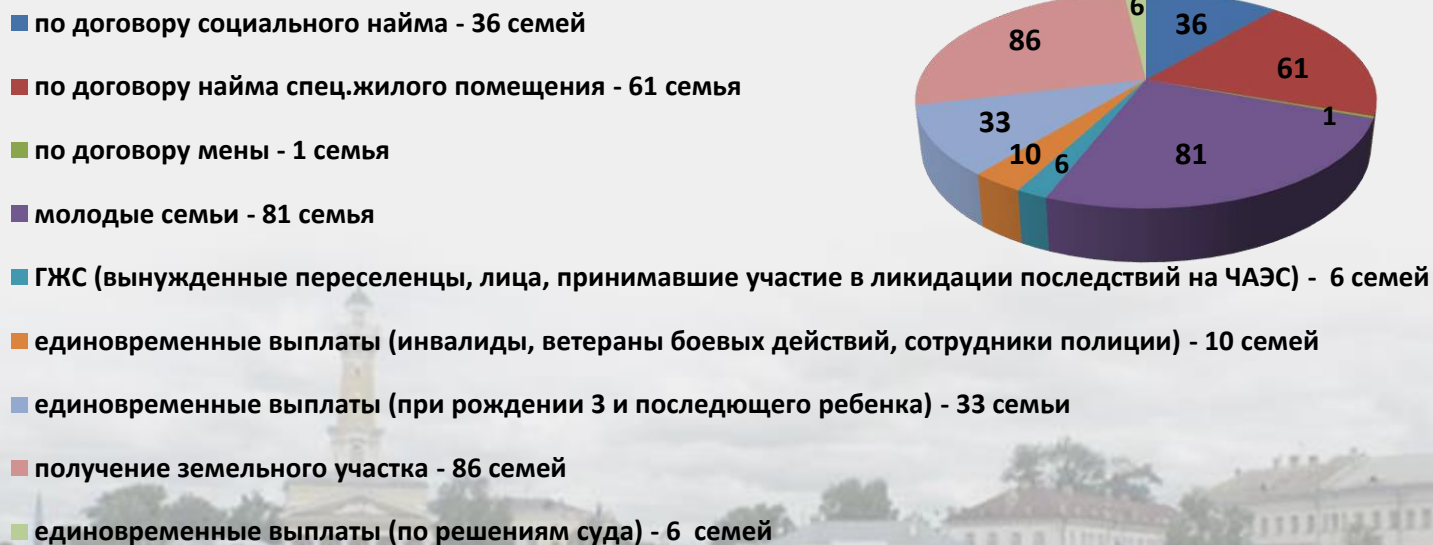 по договору социального найма - 36 семей
по договору найма спец.жилого помещения - 61 семья
по договору мены - 1 семья
молодые семьи - 81 семья
ГЖС (вынужденные переселенцы, лица, принимавшие участие в ликидации последствий на ЧАЭС) - 6 семей
единовременные выплаты (инвалиды, ветераны боевых действий, сотрудники полиции) - 10 семей
единовременные выплаты (при рождении 3 и последющего ребенка) - 33 семьи
получение земельного участка - 86 семей
единовременные выплаты (по решениям суда) - 6 семей
6
36
86
61
1
33
10
6
81